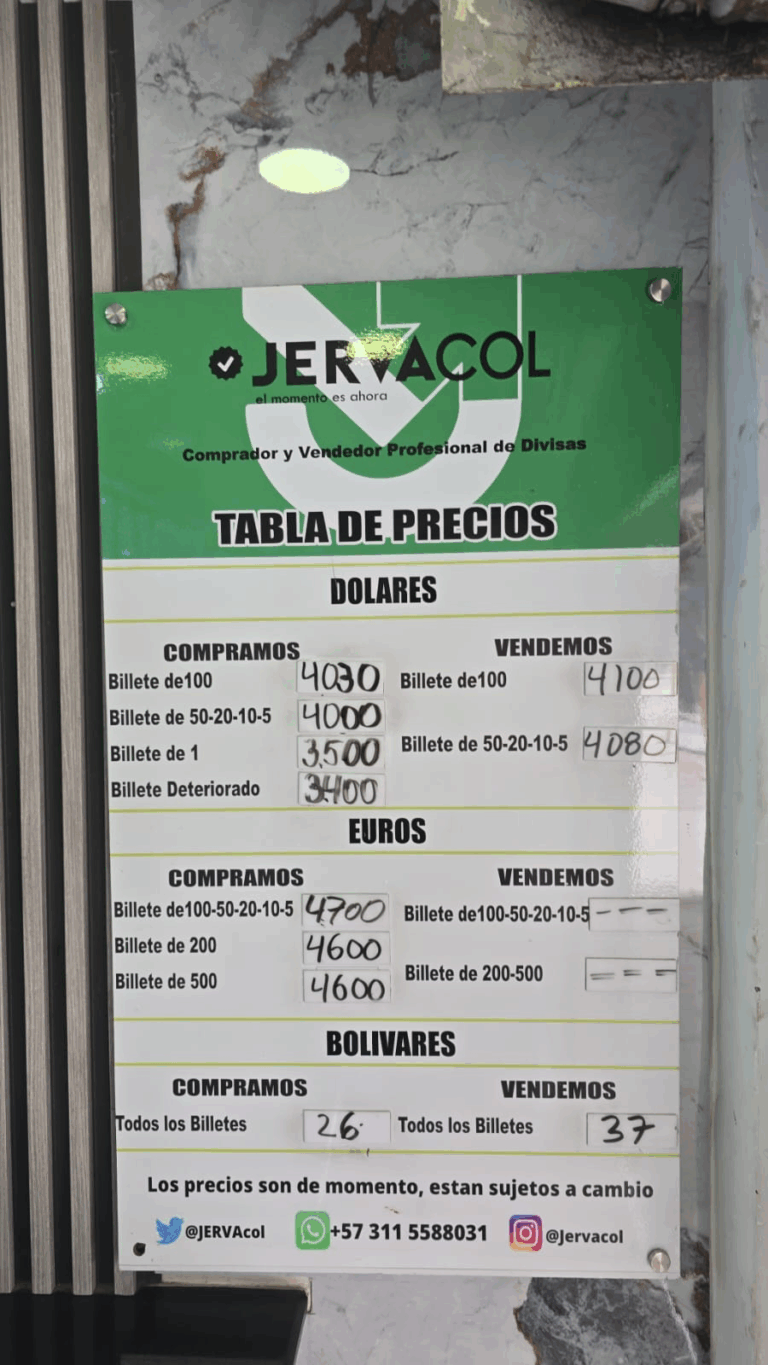 JERVACOL
el momento es ahora
Comprador y Vendedor Profesional de Divisas
TABLA DE PRECIOS
DOLARES
COMPRAMOS VENDEMOS
Billete de100 4030 Billete de100 4100
Billete de 50-20-10-5 4000
Billete de 50-20-10-5 4080
Billete de 1 3.500
Billete Deteriorado 3400
EUROS
COMPRAMOS VENDEMOS
Billete de100-50-20-10-5 4700 Billete de100-50-20-10-5 ---
Billete de 200 4600
Billete de 200-500 ---
Billete de 500 4600
BOLIVARES
COMPRAMOS VENDEMOS
Todos los Billetes 26. Todos los Billetes 37
Los precios son de momento, estan sujetos a cambio
@JERVAcol +57 311 5588031 @Jervacol